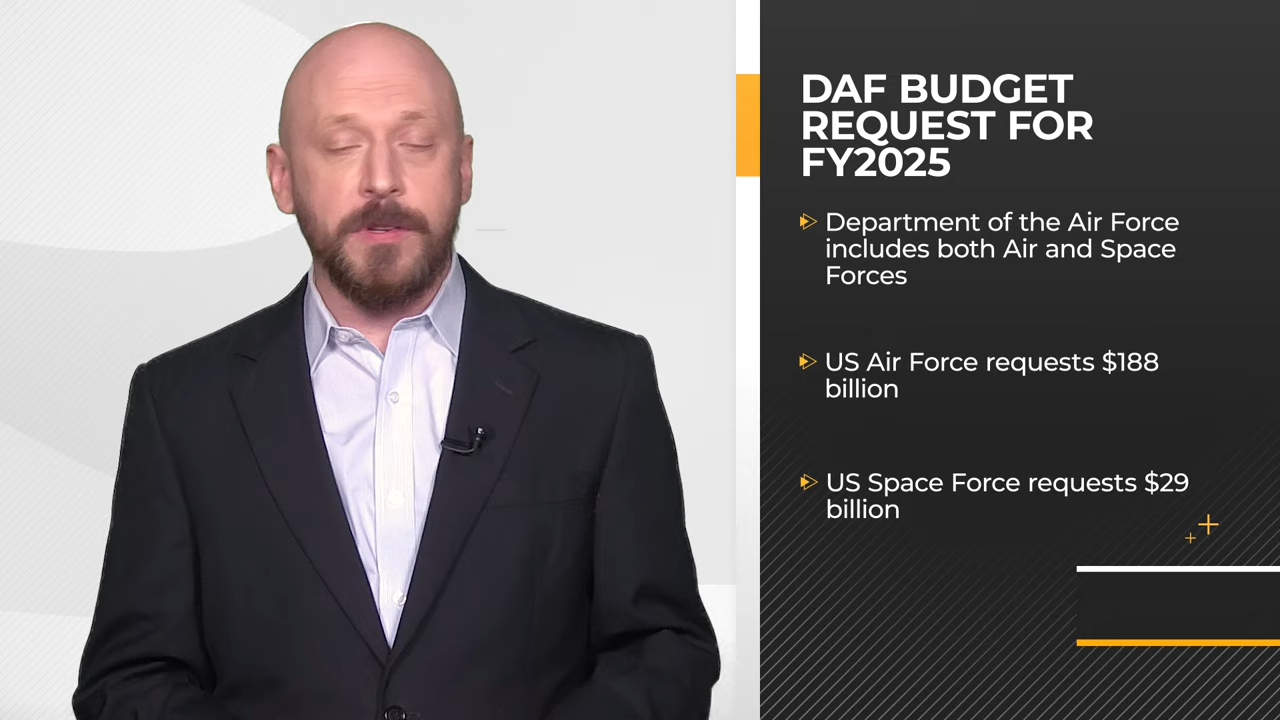 DAF BUDGET
REQUEST FOR
FY2025
Department of the Air Force
includes both Air and Space
Forces
US Air Force requests $188
billion
US Space Force requests $29
billion